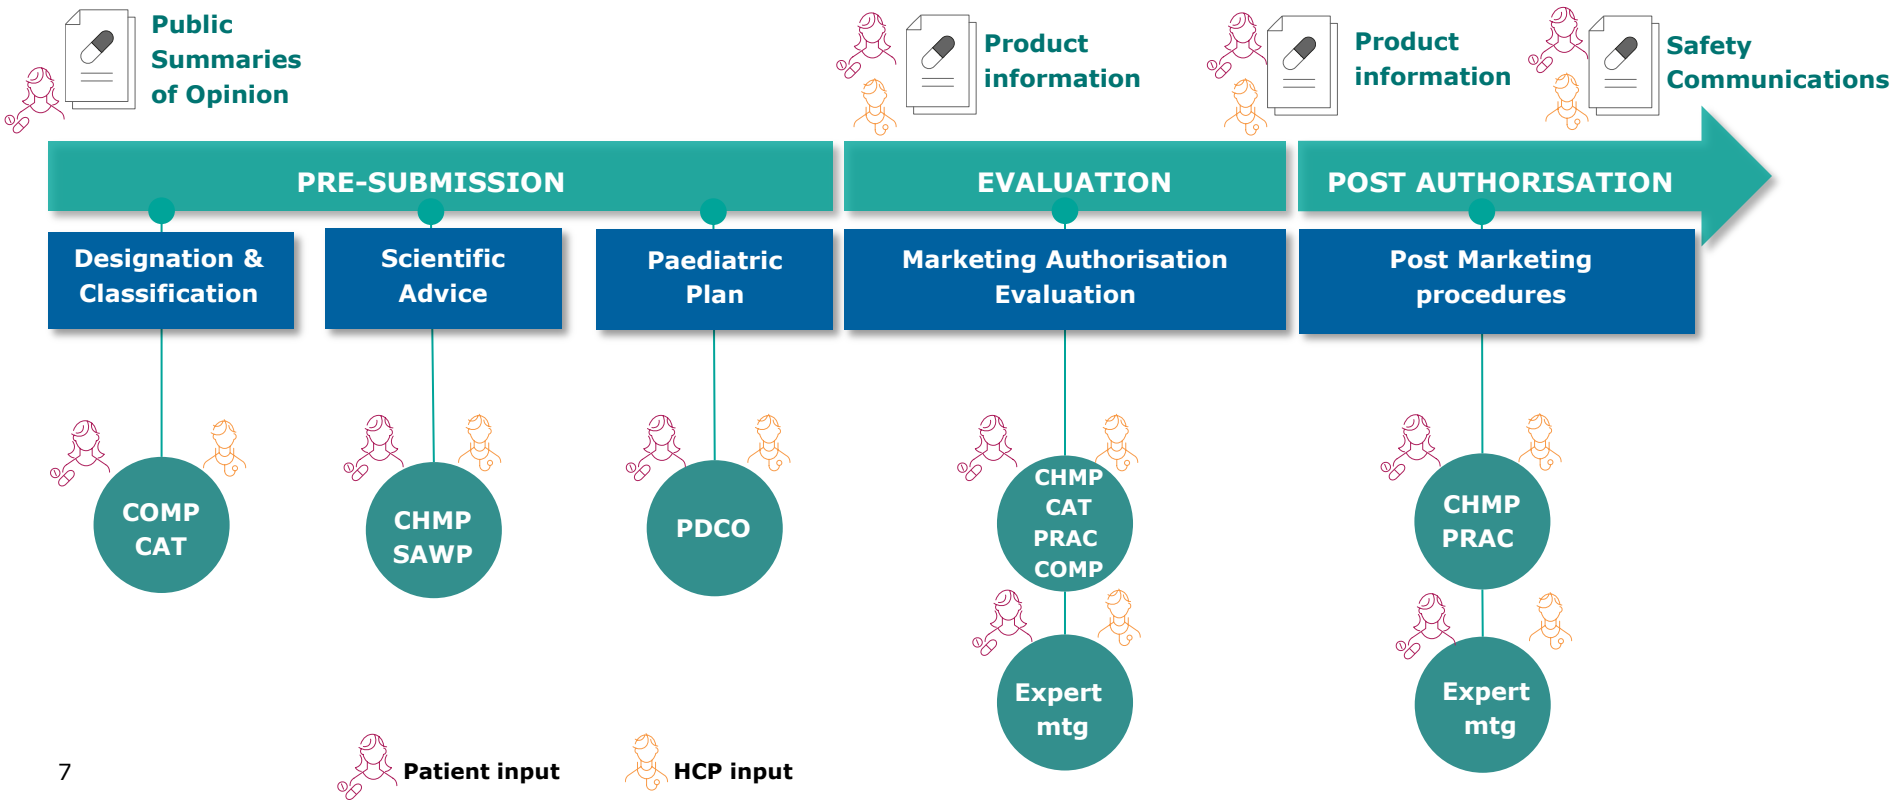 Public
Summaries
of Opinion
Product
information
Product
information
Safety
Communications
PRE-SUBMISSION
EVALUATION
POST AUTHORISATION
Designation &
Classification
Scientific
Advice
Paediatric
Plan
Marketing Authorisation
Evaluation
Post Marketing
procedures
COMP
CAT
CHMP
SAWP
PDCO
CHMP
CAT
PRAC
COMP
CHMP
PRAC
Expert
mtg
Expert
mtg
7
Patient input
HCP input